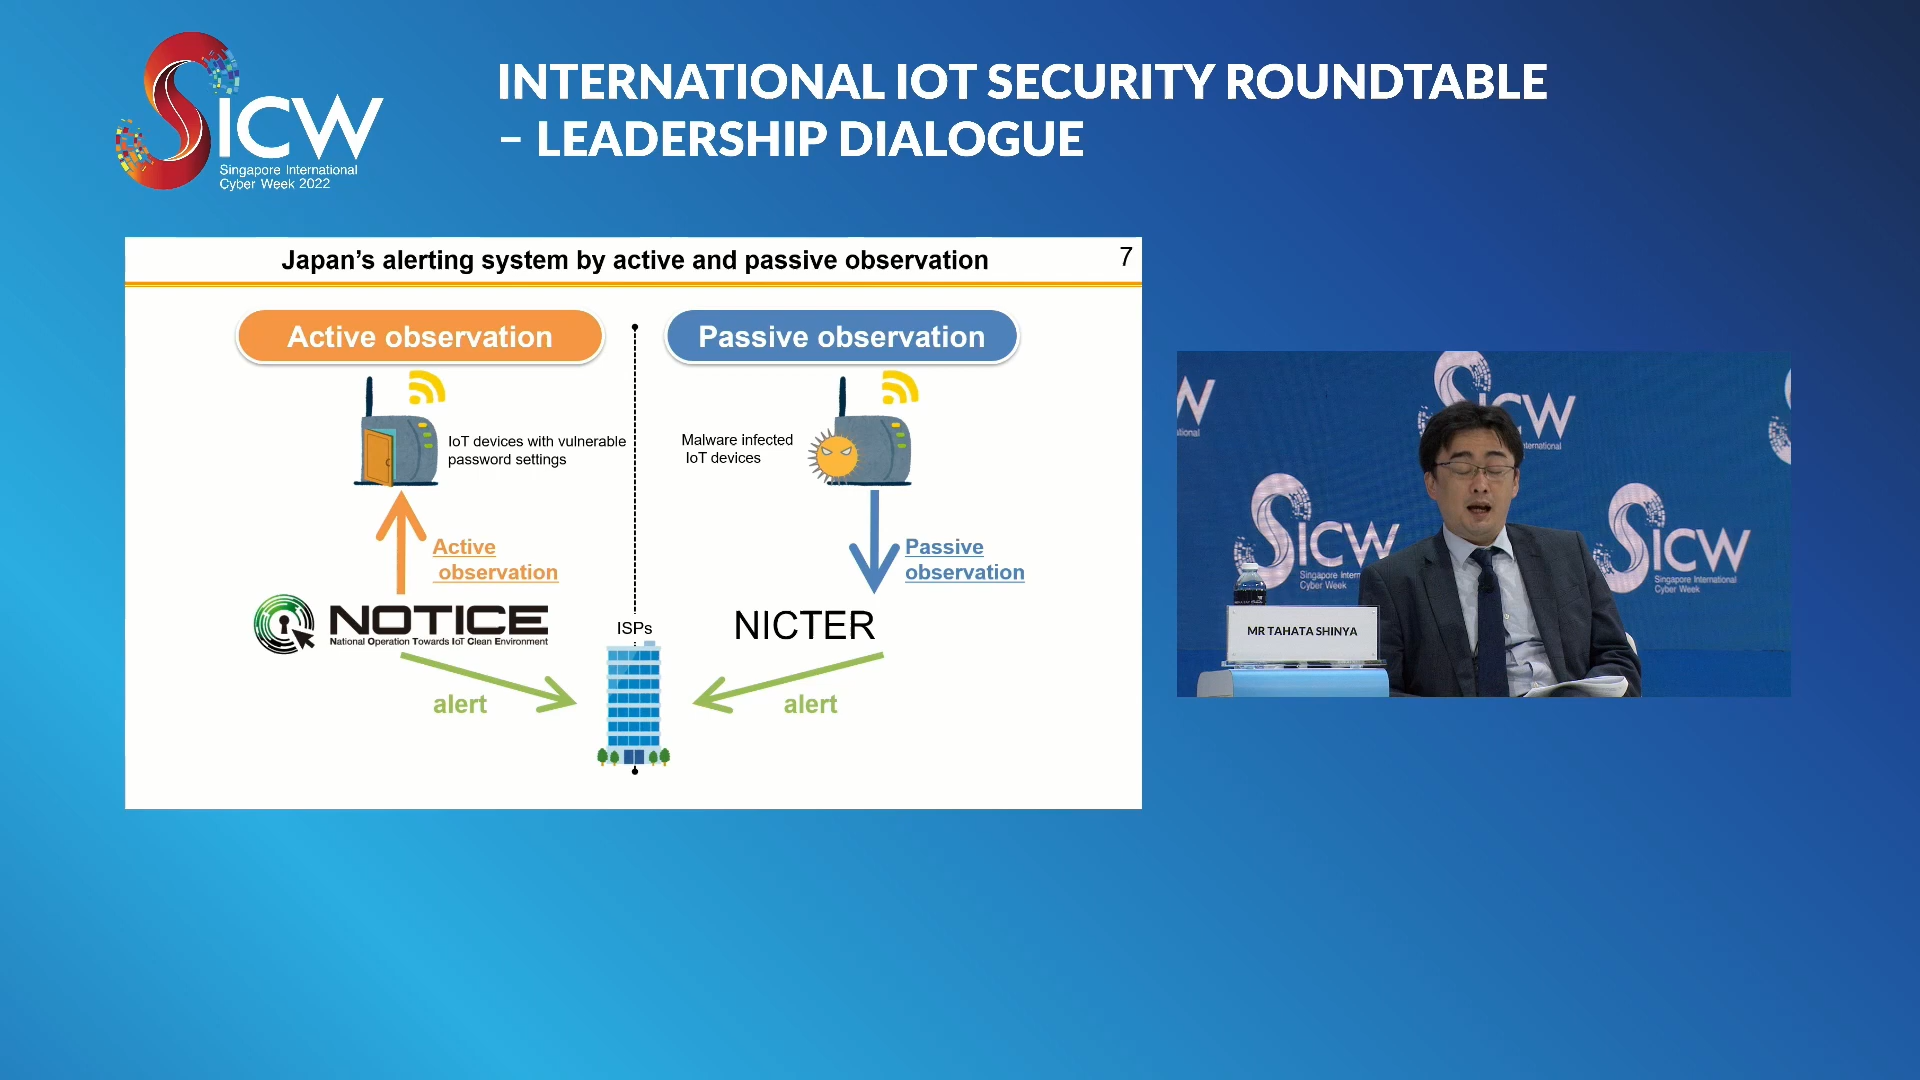 SICW
Singapore International
Cyber Week 2022
INTERNATIONAL IOT SECURITY ROUNDTABLE
– LEADERSHIP DIALOGUE
Japan's alerting system by active and passive observation
7
Active observation
Passive observation
IoT devices with vulnerable
password settings
Malware infected
IoT devices
Active
observation
Passive
observation
NOTICE
National Operation Towards IoT Clean Environment
ISPs
NICTER
alert
alert
W
ational
SICW
International
SICW
Singapore Intern
Cyber Week
SICW
Singapore International
Cyber Week
MR TAHATA SHINYA